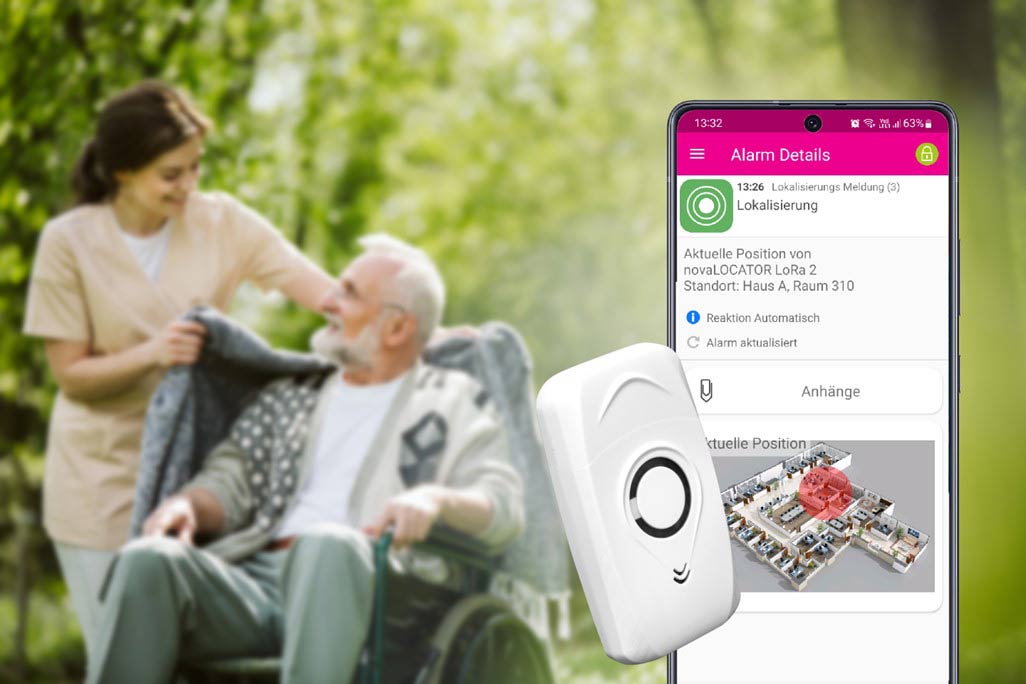 13:32
63%
Alarm Details
13:26 Lokalisierungs Meldung (3)
Lokalisierung
Aktuelle Position von
novaLOCATOR LoRa 2
Standort: Haus A, Raum 310
Reaktion Automatisch
Alarm aktualisiert
Anhänge
ktuelle Position